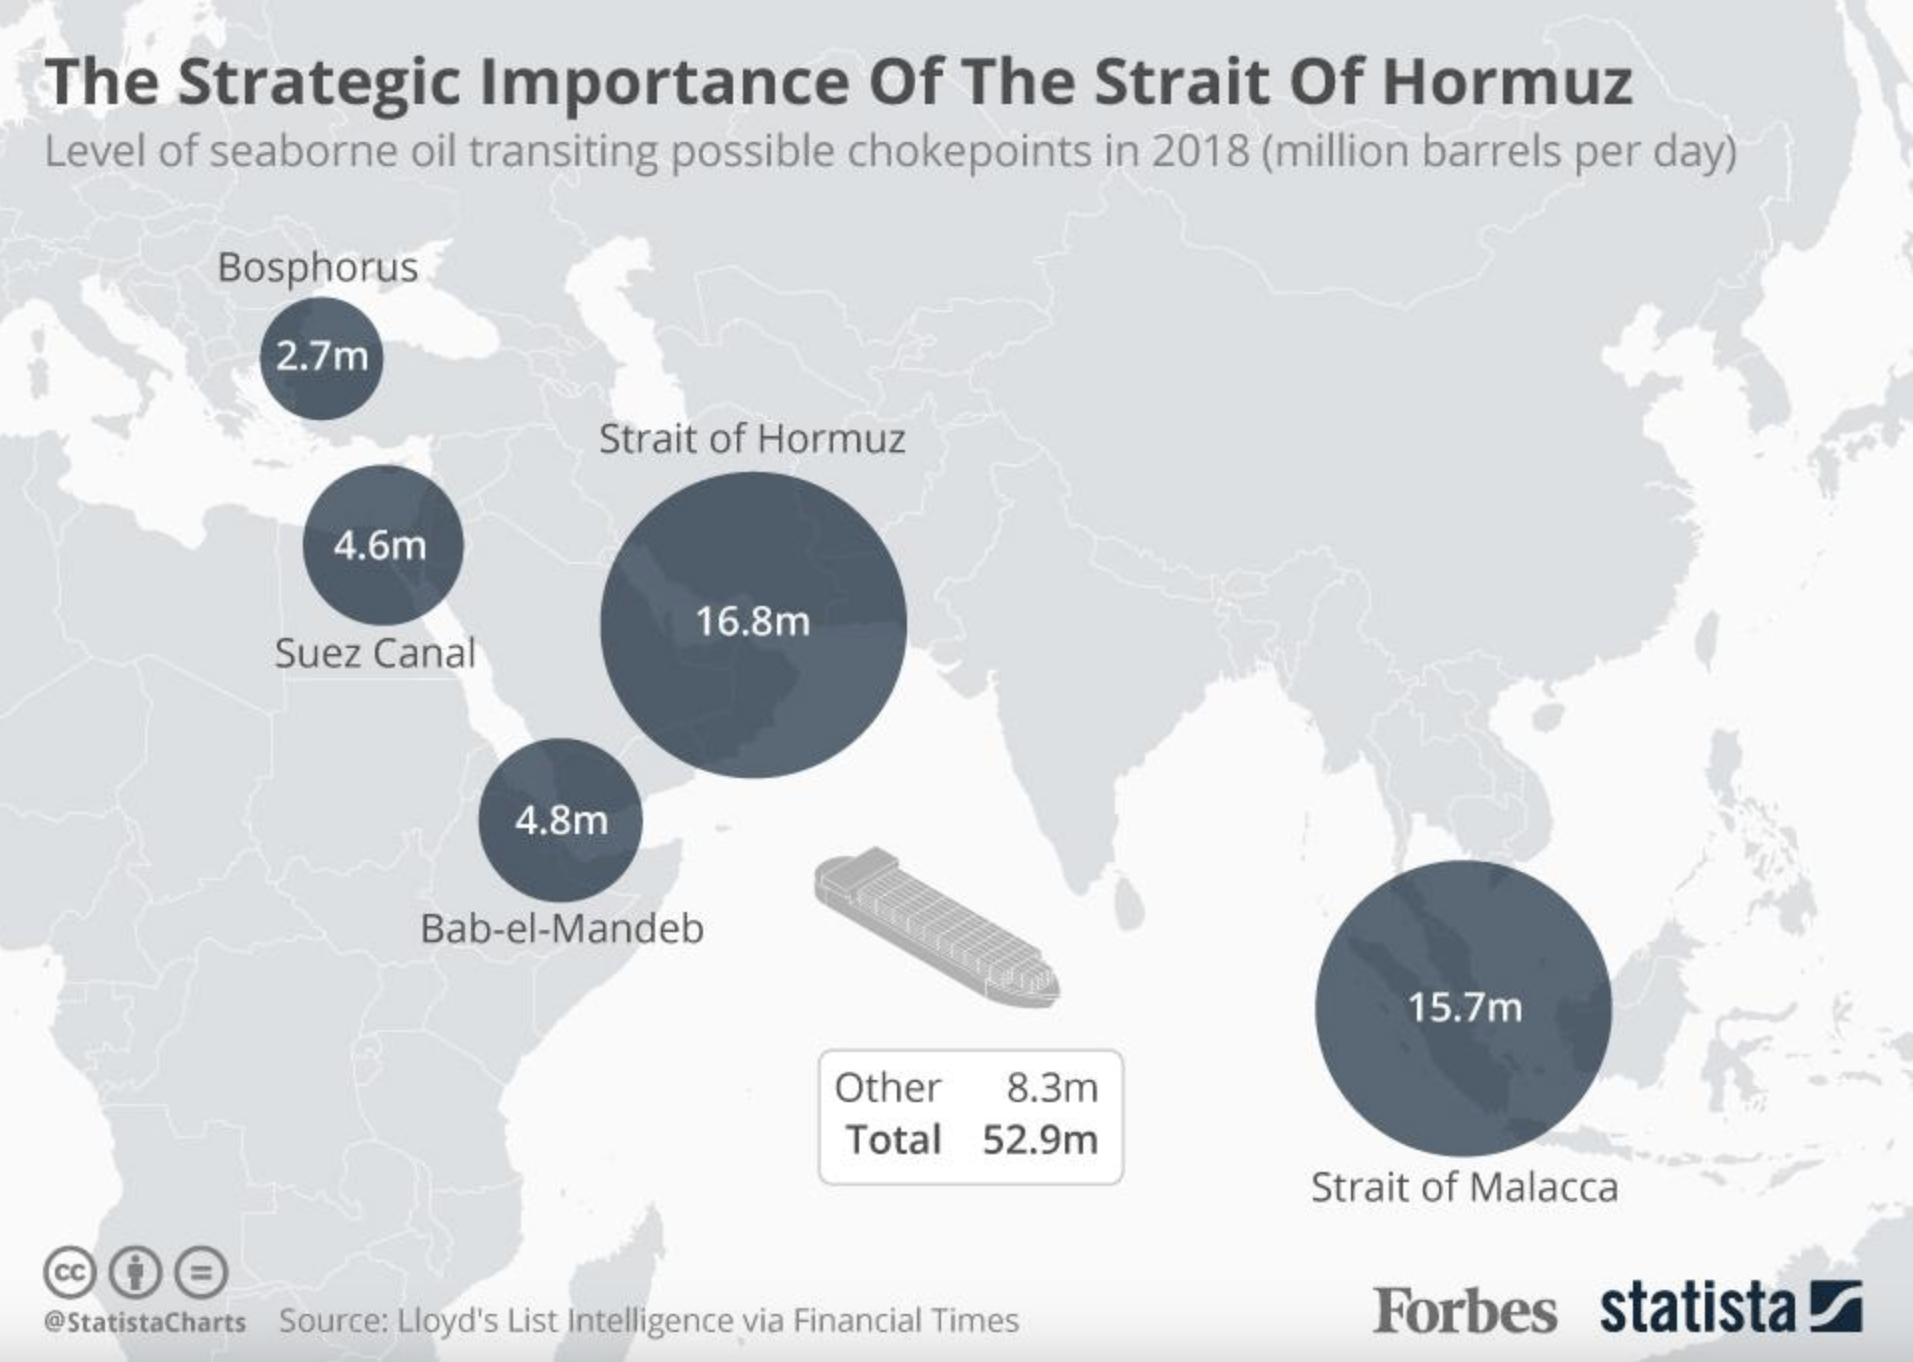 The Strategic Importance Of The Strait Of Hormuz
Level of seaborne oil transiting possible chokepoints in 2018 (million barrels per day)
Bosphorus
2.7m
Strait of Hormuz
16.8m
4.6m
Suez Canal
4.8m
Bab-el-Mandeb
15.7m
Strait of Malacca
Other 8.3m
Total 52.9m
cc
@StatistaCharts Source: Lloyd's List Intelligence via Financial Times
Forbes statista